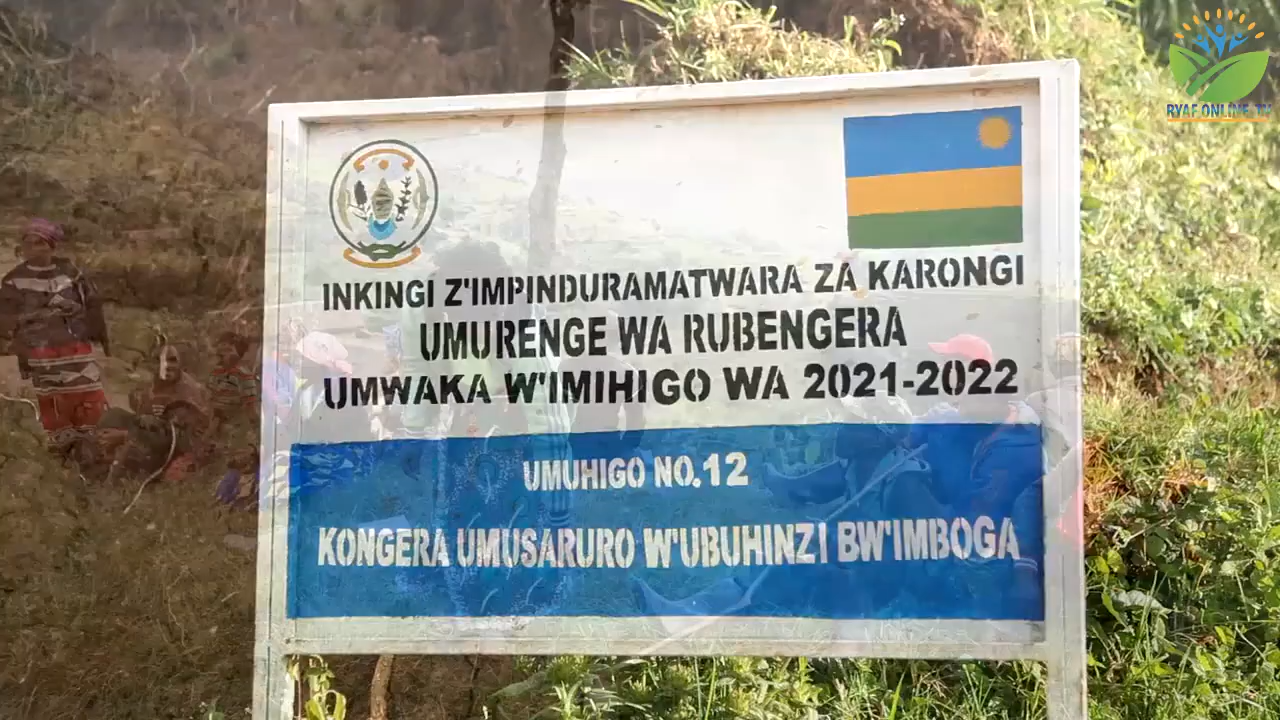 RYAF ONLINE TV
INKINGI Z'IMPINDURAMATWARA ZA KARONGI
UMURENGE WA RUBENGERA
UMWAKA W'IMIHIGO WA 2021-2022
UMUHIGO NO.12
KONGERA UMUSARURO W'UBUHINZI BW'IMBOGA